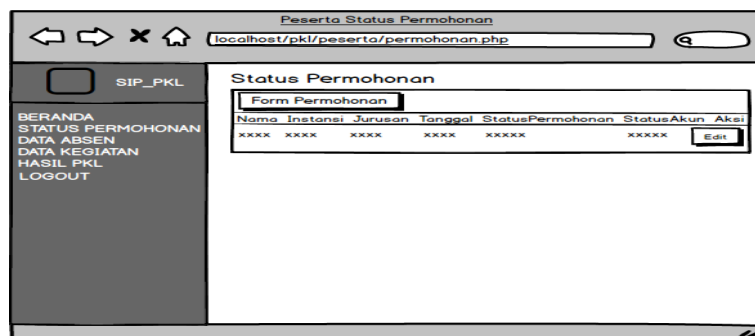 Peserta Status Permohonan
localhost/pkl/peserta/permohonan.php
SIP_PKL
BERANDA
STATUS PERMOHONAN
DATA ABSEN
DATA KEGIATAN
HASIL PKL
LOGOUT
Status Permohonan
Form Permohonan
Nama Instansi Jurusan Tanggal StatusPermohonan StatusAkun Aksi
xxxx xxxx xxxx xxxx xxxxx xxxxx Edit